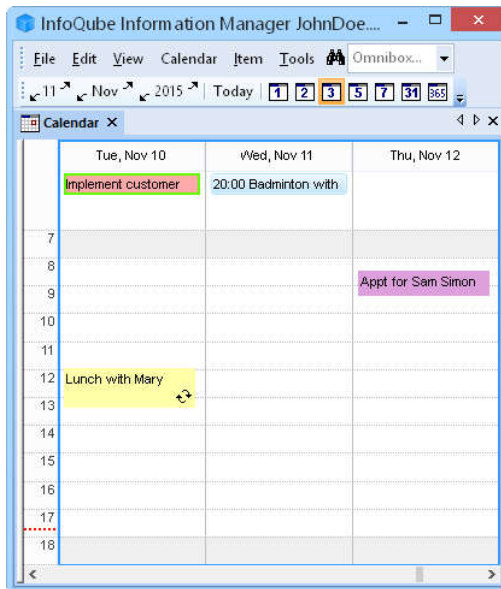 InfoQube Information Manager JohnDoe....
File Edit View Calendar Item Tools Omnibox...
11 Nov 2015 Today 1 2 3 5 7 31 365
Calendar
Tue, Nov 10 Wed, Nov 11 Thu, Nov 12
Implement customer 20:00 Badminton with
7
8
Appt for Sam Simon
9
10
11
12 Lunch with Mary
13
14
15
16
17
18